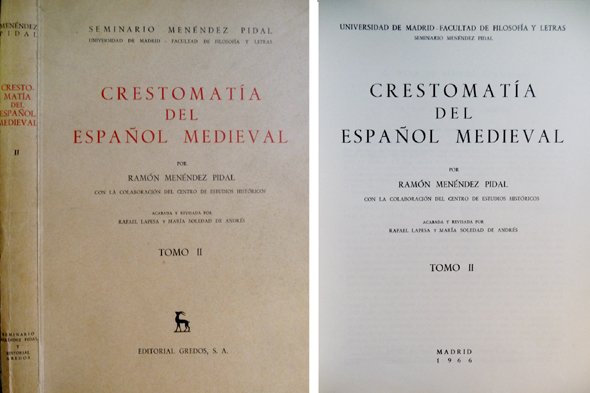 MENÉNDEZ
PIDAL
CRESTO-
MATÍA
DEL
ESPAÑOL
MEDIEVAL
II
SEMINARIO
MENÉNDEZ PIDAL
Y
EDITORIAL
GREDOS
SEMINARIO MENÉNDEZ PIDAL
UNIVERSIDAD DE MADRID - FACULTAD DE FILOSOFÍA Y LETRAS
CRESTOMATÍA
DEL
ESPAÑOL MEDIEVAL
POR
RAMÓN MENÉNDEZ PIDAL
CON LA COLABORACIÓN DEL CENTRO DE ESTUDIOS HISTÓRICOS
ACABADA Y REVISADA POR
RAFAEL LAPESA Y MARÍA SOLEDAD DE ANDRÉS
TOMO II
EDITORIAL GREDOS, S. A.
UNIVERSIDAD DE MADRID - FACULTAD DE FILOSOFÍA Y LETRAS
SEMINARIO MENÉNDEZ PIDAL
CRESTOMATÍA
DEL
ESPAÑOL MEDIEVAL
POR
RAMÓN MENÉNDEZ PIDAL
CON LA COLABORACIÓN DEL CENTRO DE ESTUDIOS HISTÓRICOS
ACABADA Y REVISADA POR
RAFAEL LAPESA Y MARÍA SOLEDAD DE ANDRÉS
TOMO II
MADRID
1966